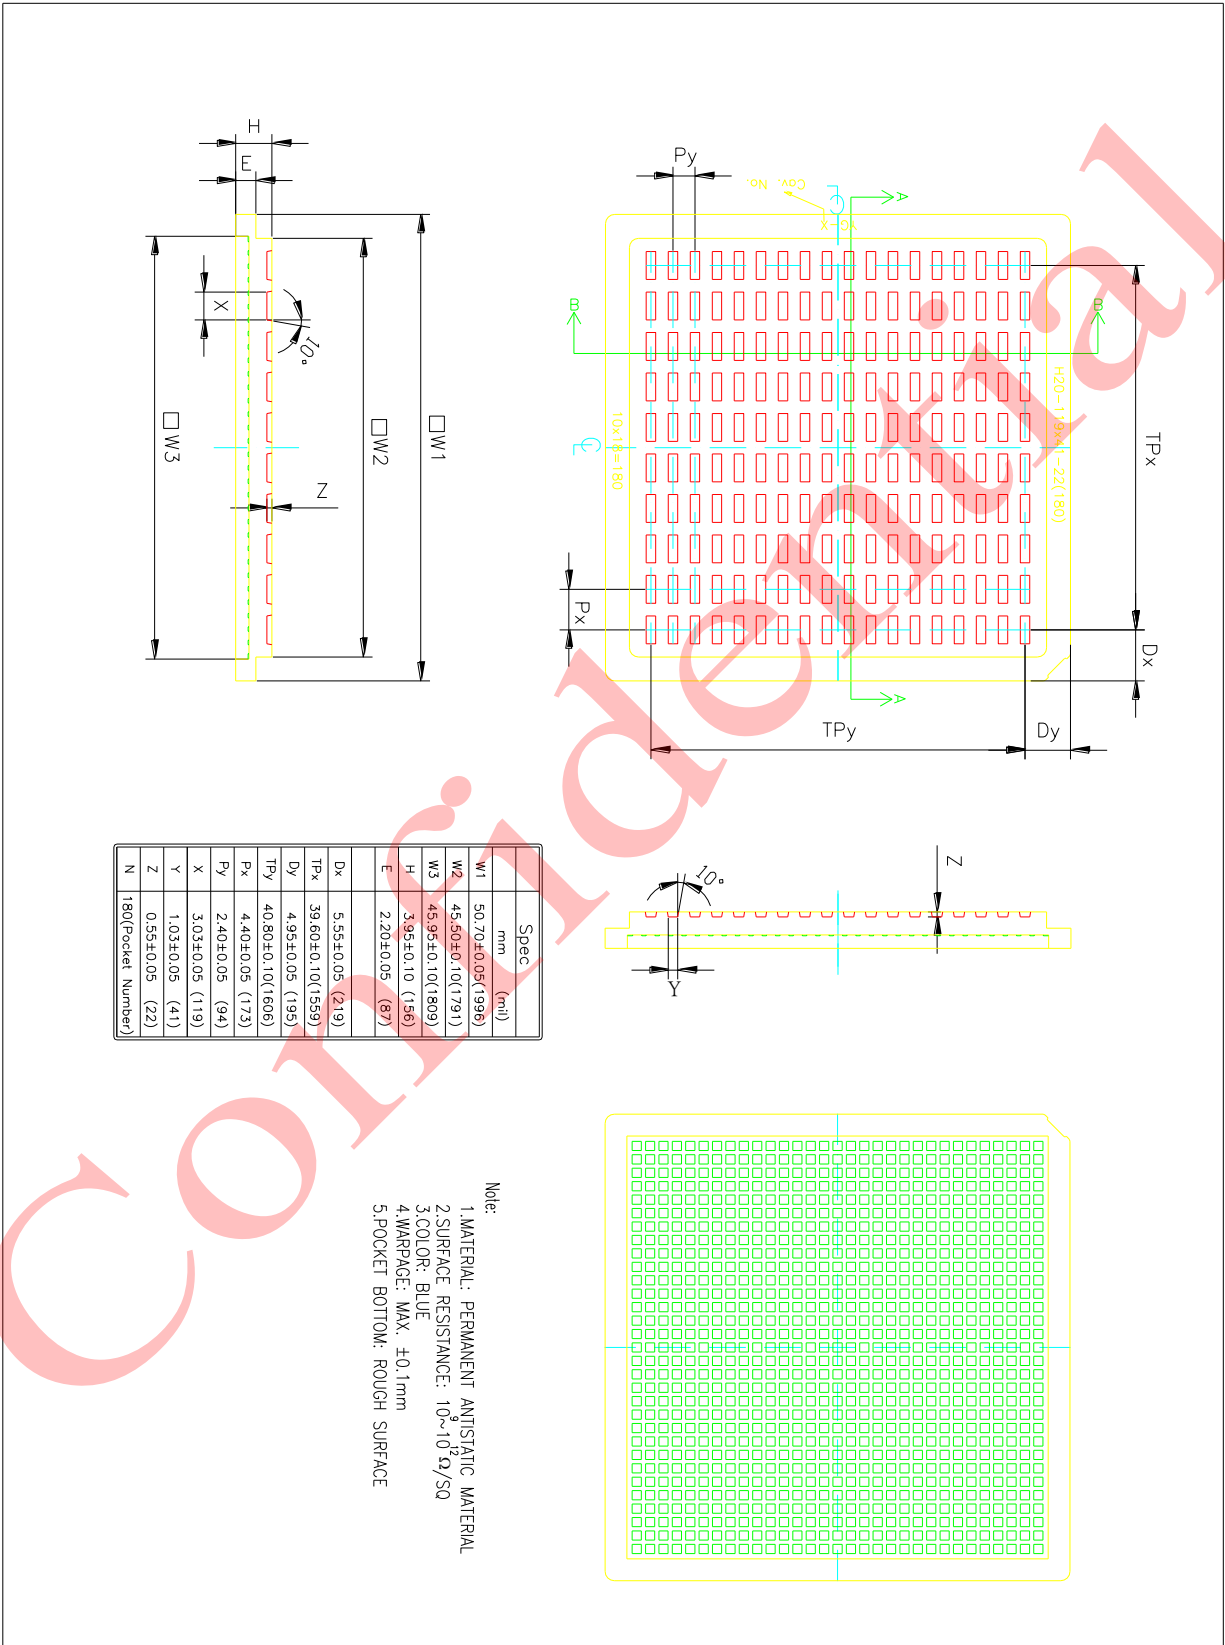 Confidential
H
E
Py
Cav. No.
A
CL
B
B
X
10°
□W3
□W2
□W1
Z
10x18=180
CL
H20-119x41-22(180)
TPx
Px
Dx
A
TPy
Dy
Z
10°
Y
Spec
mm (mil)
W1 50.70±0.05(1996)
W2 45.50±0.10(1791)
W3 45.95±0.10(1809)
H 3.95±0.10 (156)
E 2.20±0.05 (87)
Dx 5.55±0.05 (219)
TPx 39.60±0.10(1559)
Dy 4.95±0.05 (195)
TPy 40.80±0.10(1606)
Px 4.40±0.05 (173)
Py 2.40±0.05 (94)
X 3.03±0.05 (119)
Y 1.03±0.05 (41)
Z 0.55±0.05 (22)
N 180(Pocket Number)
Note:
1.MATERIAL: PERMANENT ANTISTATIC MATERIAL
2.SURFACE RESISTANCE: 10⁹~10¹²Ω/SQ
3.COLOR: BLUE
4.WARPAGE: MAX. ±0.1mm
5.POCKET BOTTOM: ROUGH SURFACE